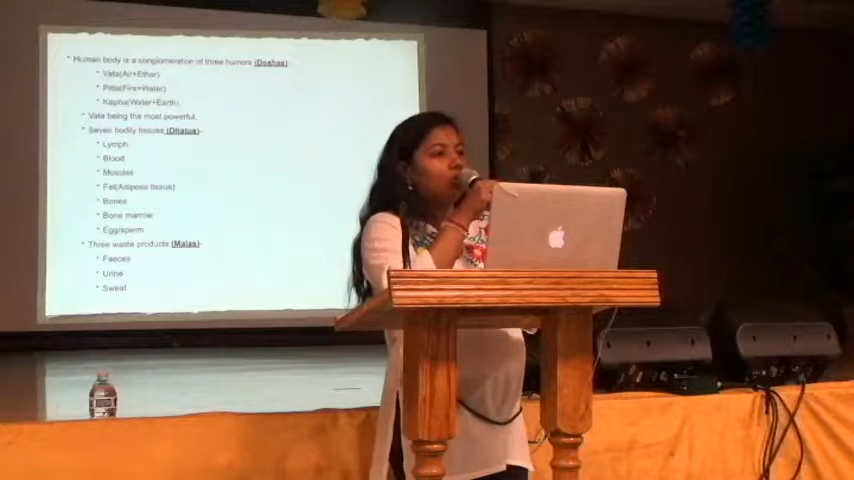 Human body is a conglomeration of three humors (Doshas)
Vata(Air+Ether)
Pitta(Fire+Water)
Kapha(Water+Earth).
Vata being the most powerful.
Seven bodily tissues (Dhatus)-
Lymph
Blood
Muscles
Fat(Adipose tissue)
Bones
Bone marrow
Egg/sperm
Three waste products (Malas)-
Faeces
Urine
Sweat